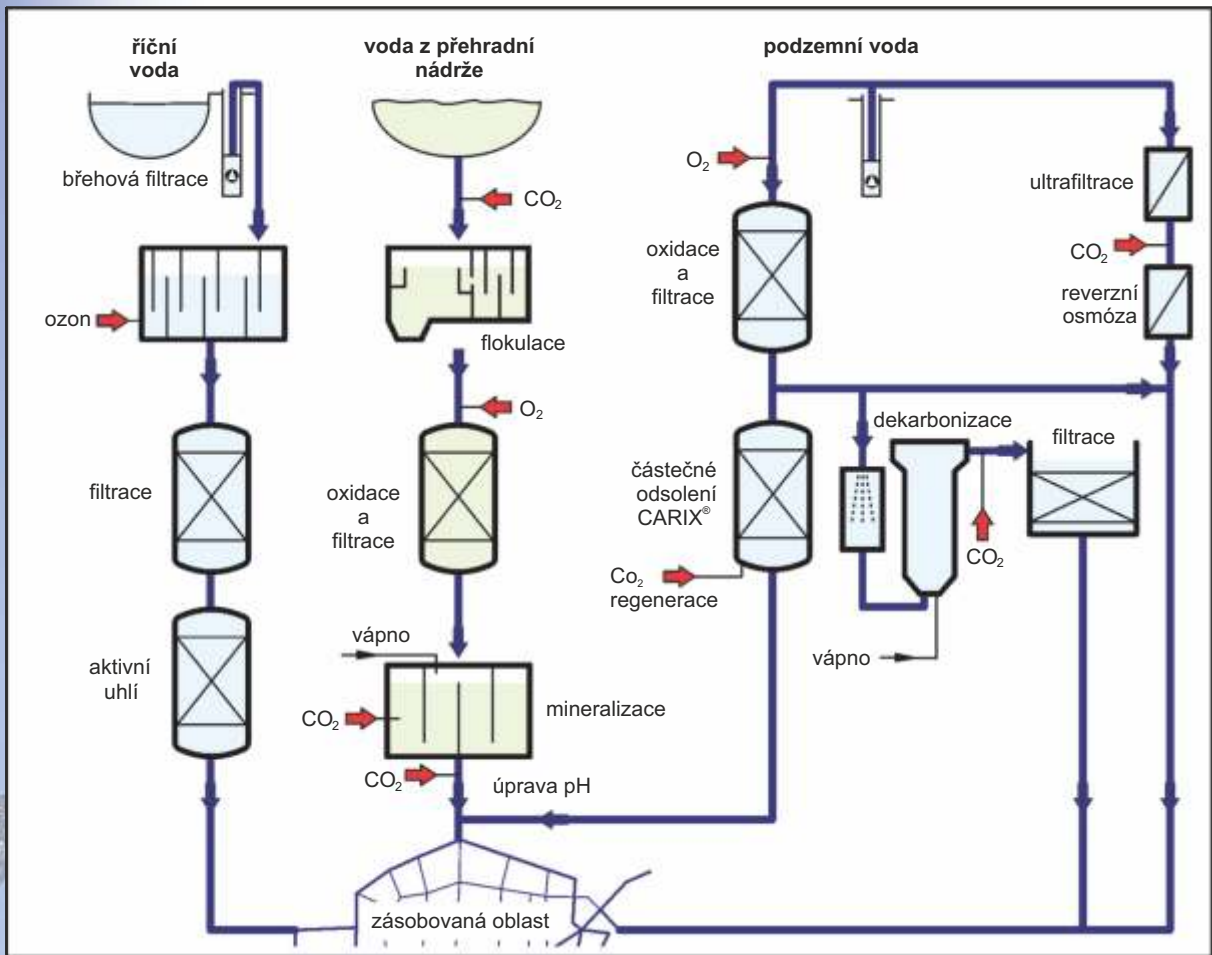 říční
voda
voda z přehradní
nádrže
podzemní voda
břehová filtrace
CO₂
O₂
ultrafiltrace
oxidace
a
filtrace
CO₂
reverzní
osmóza
ozon
flokulace
O₂
dekarbonizace
filtrace
filtrace
oxidace
a
filtrace
částečné
odsolení
CARIX®
CO₂
Co₂
regenerace
vápno
vápno
aktivní
uhlí
CO₂
mineralizace
CO₂
úprava pH
zásobovaná oblast